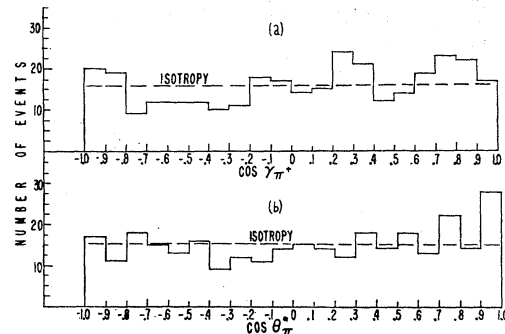 (a)
30
20
10
ISOTROPY
-1.0 -.9 -.8 -.7 -.6 -.5 -.4 -.3 -.2 -.1 0 .1 .2 .3 .4 .5 .6 .7 .8 .9 1.0
COS γπ+
NUMBER OF EVENTS
(b)
30
20
10
ISOTROPY
-1.0 -.9 -.8 -.7 -.6 -.5 -.4 -.3 -.2 -.1 0 .1 .2 .3 .4 .5 .6 .7 .8 .9 1.0
COS θ*π